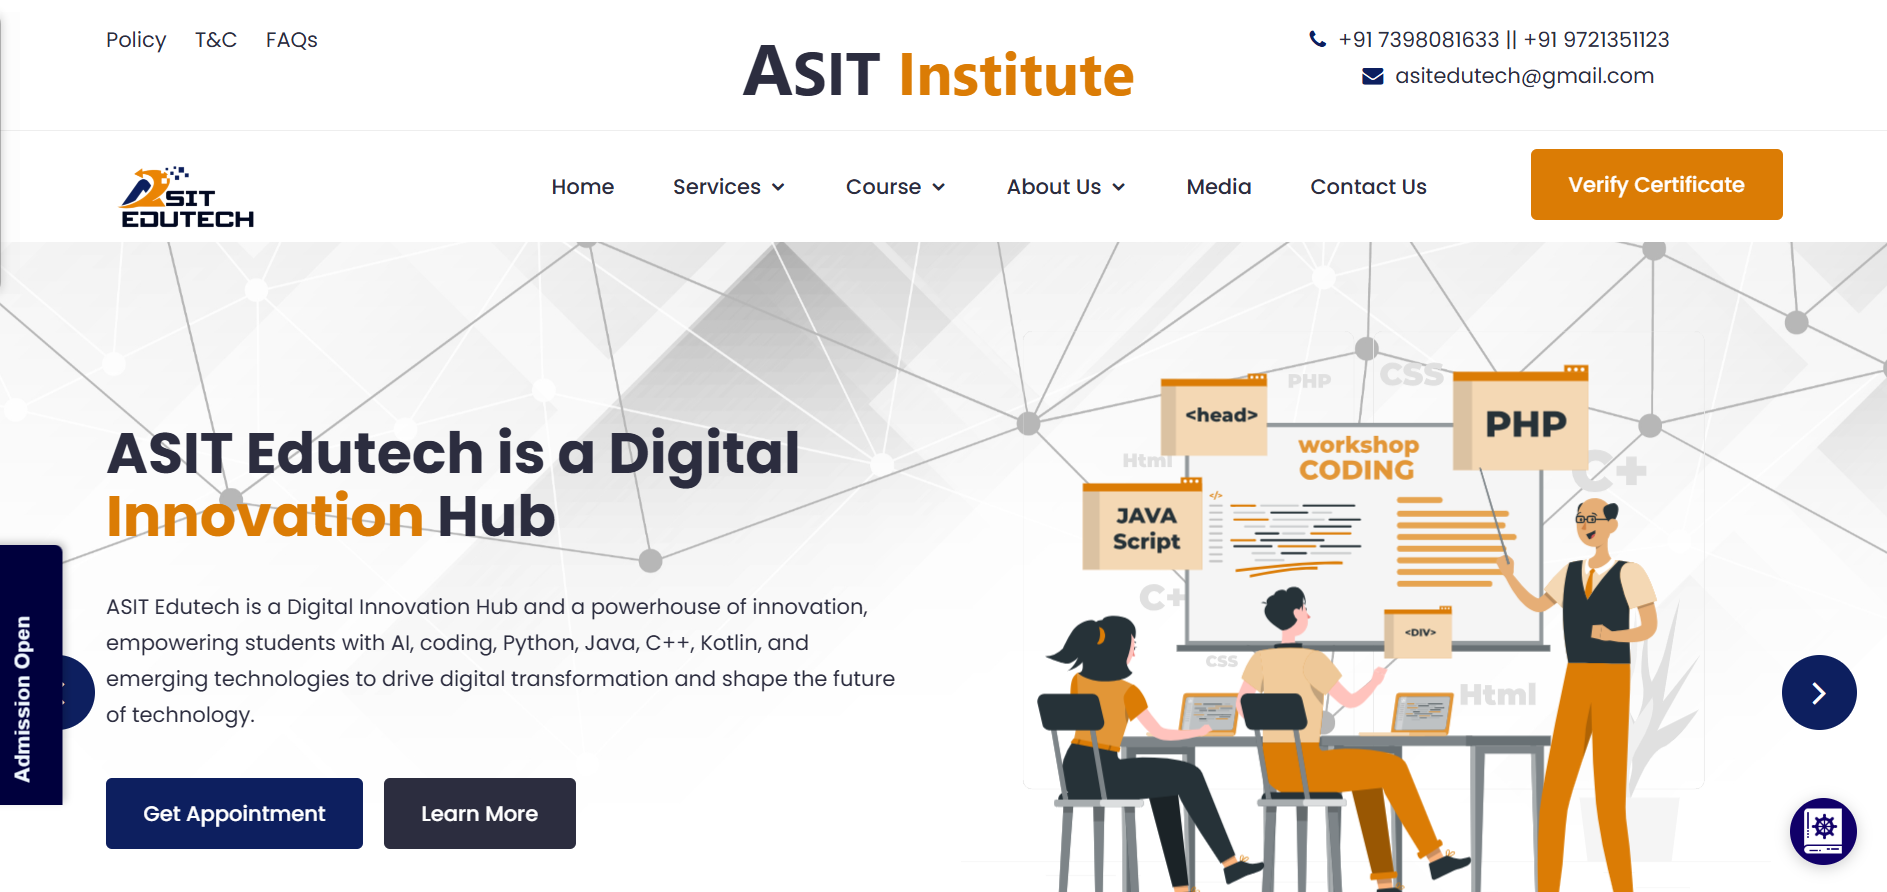 Policy T&C FAQs
ASIT Institute
+91 7398081633 || +91 9721351123
asitedutech@gmail.com
ASIT
EDUTECH
Home Services Course About Us Media Contact Us
Verify Certificate
ASIT Edutech is a Digital
Innovation Hub
ASIT Edutech is a Digital Innovation Hub and a powerhouse of innovation,
empowering students with AI, coding, Python, Java, C++, Kotlin, and
emerging technologies to drive digital transformation and shape the future
of technology.
Get Appointment
Learn More
Admission Open
PHP
CSS
<head>
PHP
workshop
CODING
Html
C+
</>
JAVA
Script
C+
<DIV>
CSS
Html